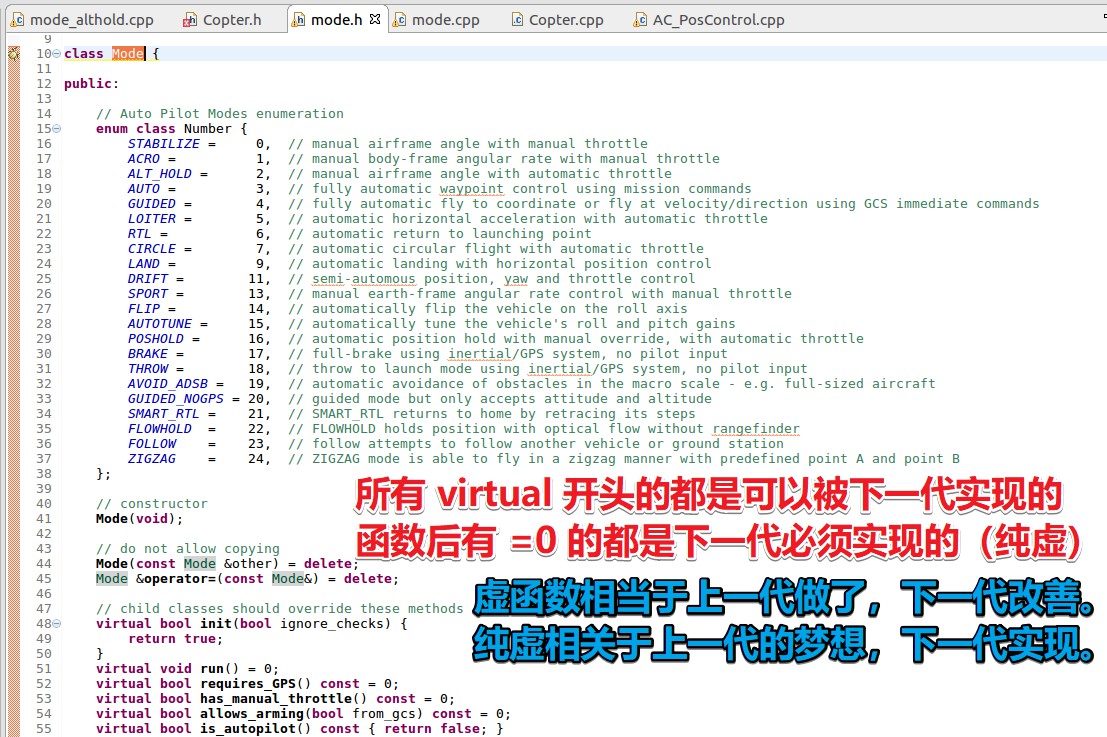 mode_althold.cpp Copter.h mode.h mode.cpp Copter.cpp AC_PosControl.cpp
9
10 class Mode {
11
12 public:
13
14 // Auto Pilot Modes enumeration
15 enum class Number {
16 STABILIZE = 0, // manual airframe angle with manual throttle
17 ACRO = 1, // manual body-frame angular rate with manual throttle
18 ALT_HOLD = 2, // manual airframe angle with automatic throttle
19 AUTO = 3, // fully automatic waypoint control using mission commands
20 GUIDED = 4, // fully automatic fly to coordinate or fly at velocity/direction using GCS immediate commands
21 LOITER = 5, // automatic horizontal acceleration with automatic throttle
22 RTL = 6, // automatic return to launching point
23 CIRCLE = 7, // automatic circular flight with automatic throttle
24 LAND = 9, // automatic landing with horizontal position control
25 DRIFT = 11, // semi-automous position, yaw and throttle control
26 SPORT = 13, // manual earth-frame angular rate control with manual throttle
27 FLIP = 14, // automatically flip the vehicle on the roll axis
28 AUTOTUNE = 15, // automatically tune the vehicle's roll and pitch gains
29 POSHOLD = 16, // automatic position hold with manual override, with automatic throttle
30 BRAKE = 17, // full-brake using inertial/GPS system, no pilot input
31 THROW = 18, // throw to launch mode using inertial/GPS system, no pilot input
32 AVOID_ADSB = 19, // automatic avoidance of obstacles in the macro scale - e.g. full-sized aircraft
33 GUIDED_NOGPS = 20, // guided mode but only accepts attitude and altitude
34 SMART_RTL = 21, // SMART_RTL returns to home by retracing its steps
35 FLOWHOLD = 22, // FLOWHOLD holds position with optical flow without rangefinder
36 FOLLOW = 23, // follow attempts to follow another vehicle or ground station
37 ZIGZAG = 24, // ZIGZAG mode is able to fly in a zigzag manner with predefined point A and point B
38 };
39
所有 virtual 开头的都是可以被下一代实现的
40 // constructor
41 Mode(void);
42
函数后有 =0 的都是下一代必须实现的（纯虚）
43 // do not allow copying
44 Mode(const Mode &other) = delete;
45 Mode &operator=(const Mode&) = delete;
46
虚函数相当于上一代做了，下一代改善。
47 // child classes should override these methods
48 virtual bool init(bool ignore_checks) {
49 return true;
纯虚相关于上一代的梦想，下一代实现。
50 }
51 virtual void run() = 0;
52 virtual bool requires_GPS() const = 0;
53 virtual bool has_manual_throttle() const = 0;
54 virtual bool allows_arming(bool from_gcs) const = 0;
55 virtual bool is_autopilot() const { return false; }